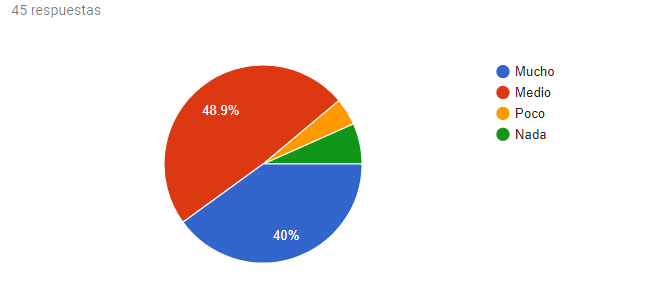 45 respuestas
48.9%
40%
Mucho
Medio
Poco
Nada